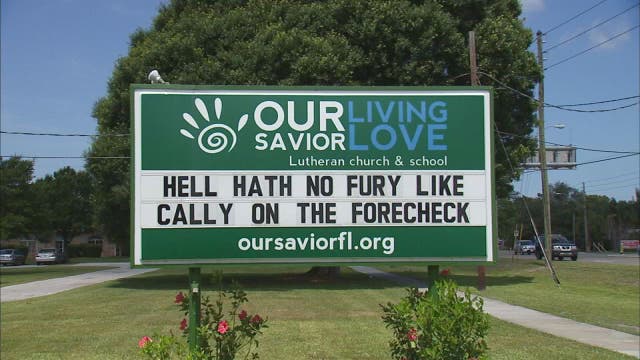 OUR LIVING
SAVIOR LOVE
Lutheran church & school
HELL HATH NO FURY LIKE
CALLY ON THE FORECHECK
oursaviorfl.org